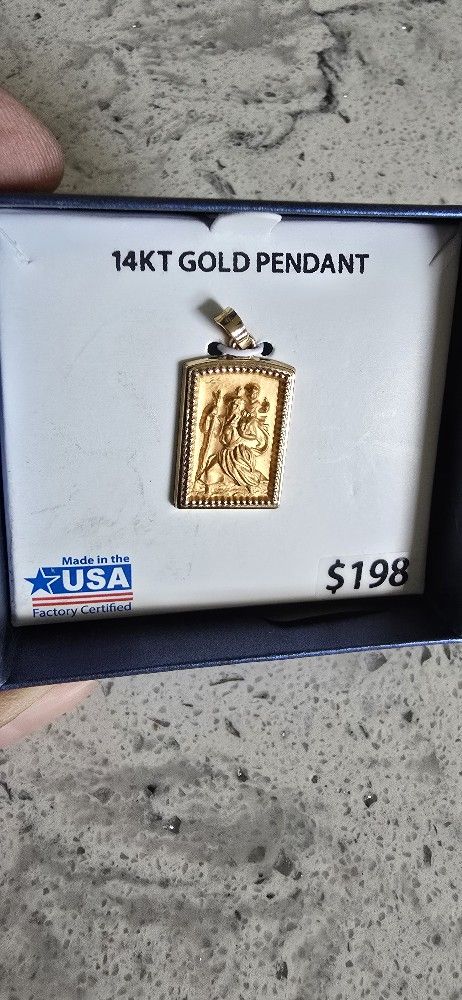 14KT GOLD PENDANT
Made in the
USA
Factory Certified
$198